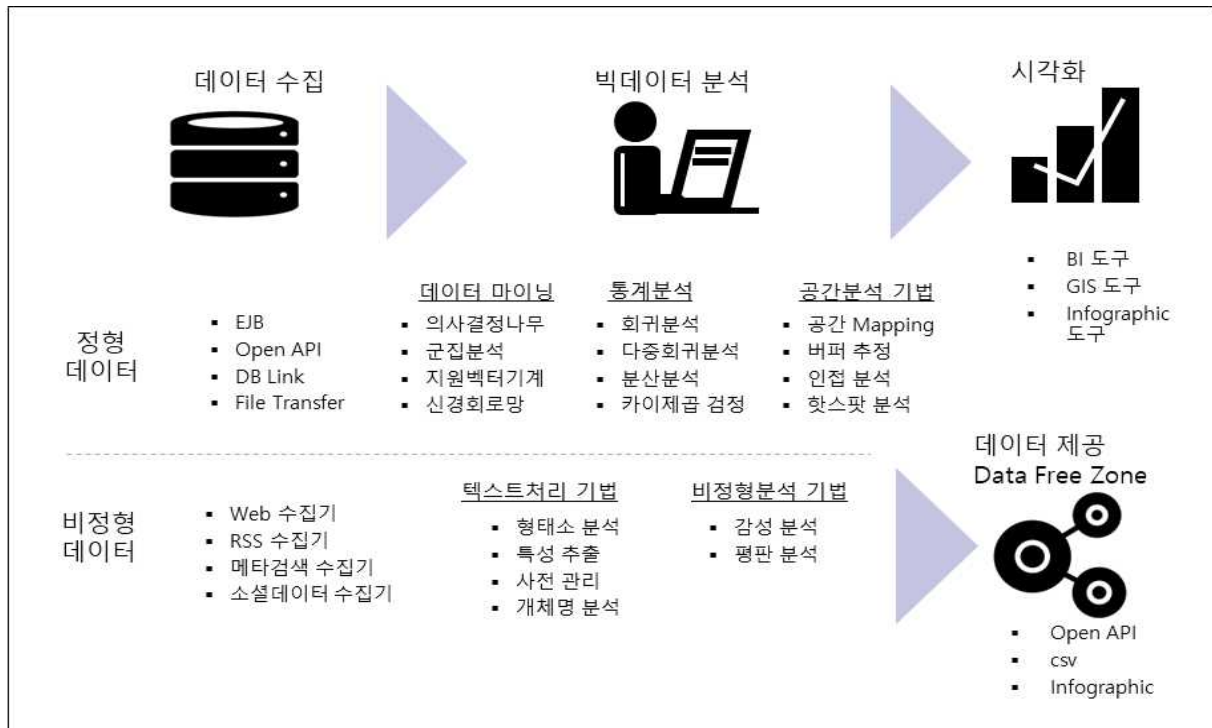 데이터 수집
빅데이터 분석
시각화
▪ BI 도구
▪ GIS 도구
▪ Infographic
도구
정형
데이터
▪ EJB
▪ Open API
▪ DB Link
▪ File Transfer
데이터 마이닝
▪ 의사결정나무
▪ 군집분석
▪ 지원벡터기계
▪ 신경회로망
통계분석
▪ 회귀분석
▪ 다중회귀분석
▪ 분산분석
▪ 카이제곱 검정
공간분석 기법
▪ 공간 Mapping
▪ 버퍼 추정
▪ 인접 분석
▪ 핫스팟 분석
비정형
데이터
▪ Web 수집기
▪ RSS 수집기
▪ 메타검색 수집기
▪ 소셜데이터 수집기
텍스트처리 기법
▪ 형태소 분석
▪ 특성 추출
▪ 사전 관리
▪ 개체명 분석
비정형분석 기법
▪ 감성 분석
▪ 평판 분석
데이터 제공
Data Free Zone
▪ Open API
▪ csv
▪ Infographic